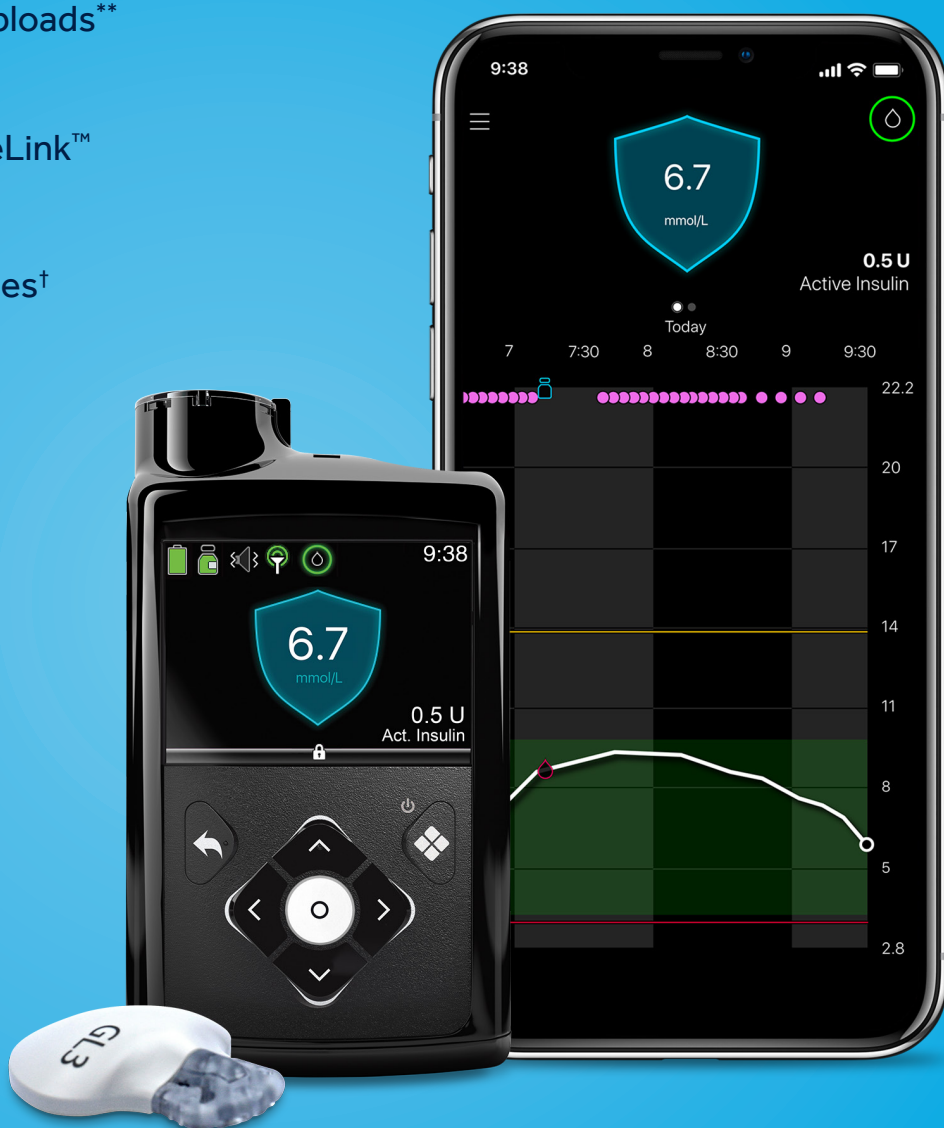 ploads**
eLink™
es†
9:38
6.7
mmol/L
0.5 U
Active Insulin
Today
7 7:30 8 8:30 9 9:30
22.2
20
17
14
11
8
5
2.8
9:38
6.7
mmol/L
0.5 U
Act. Insulin
GL3